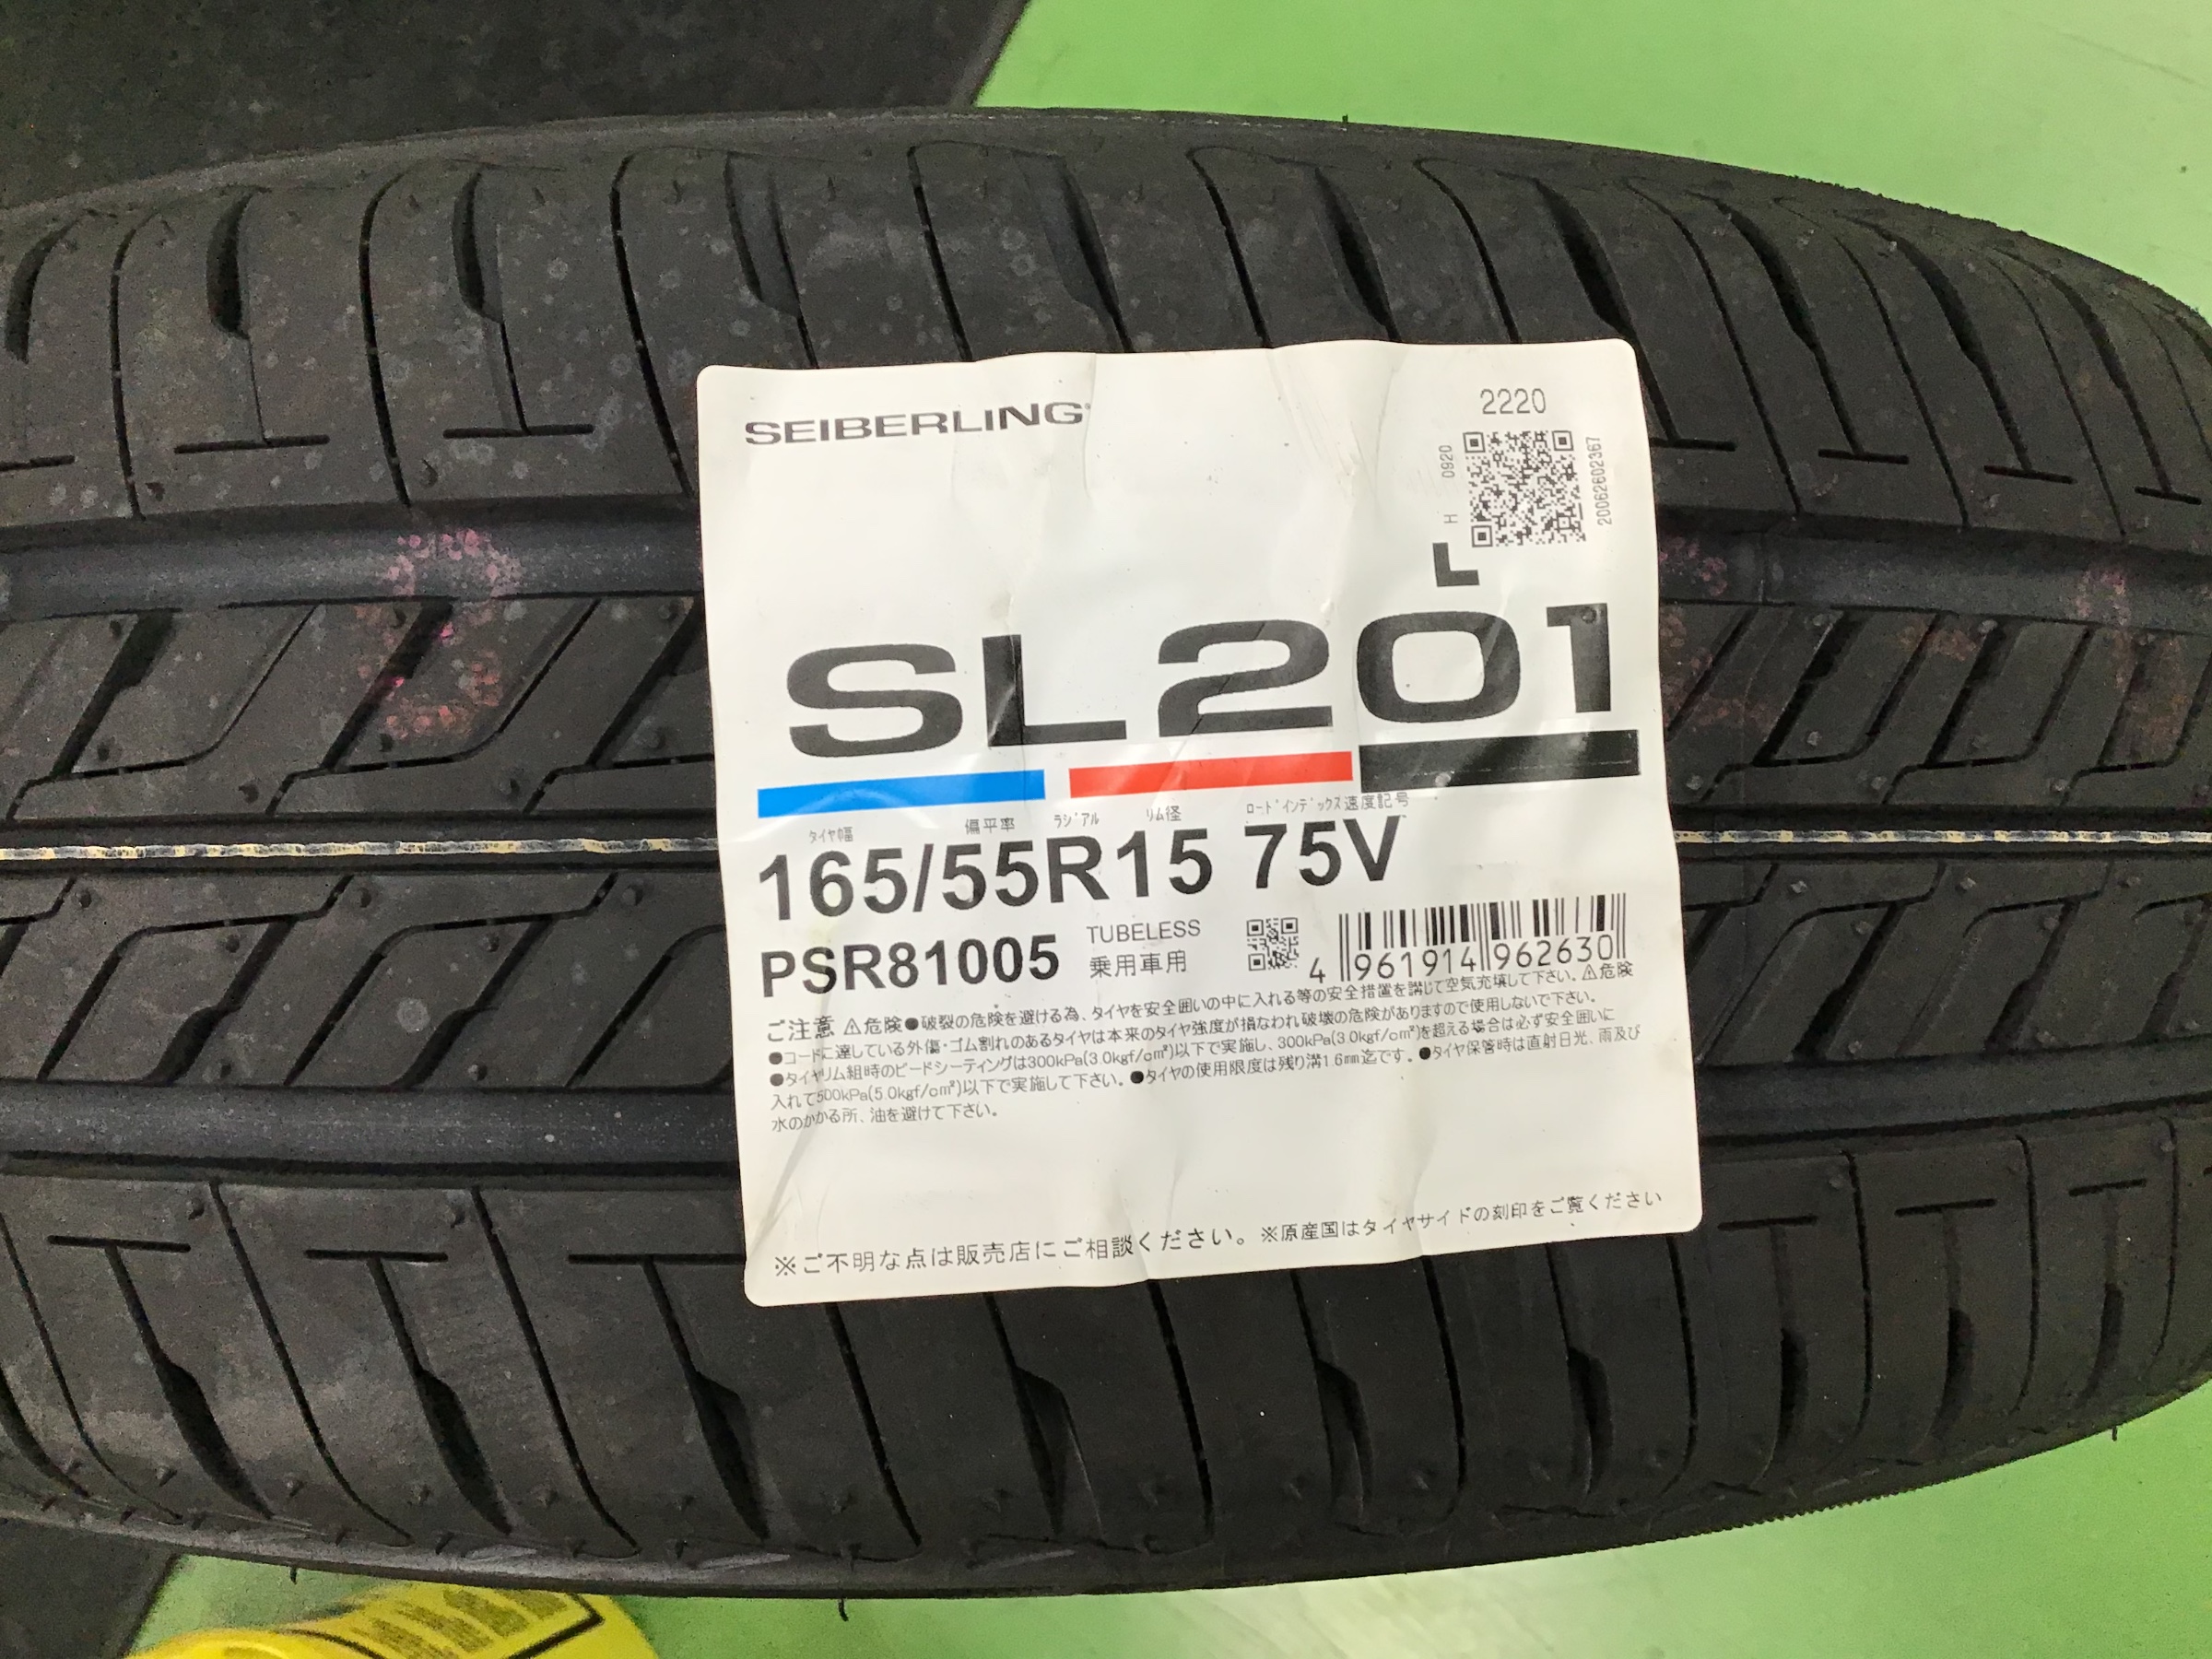 SEIBERLING
2220
H 0920
20062602367
L
SL201
タイヤ幅 偏平率 ラジアル リム径 ロードインデックス 速度記号
165/55R15 75V
PSR81005
TUBELESS
乗用車用
4 961914 962630
ご注意 ⚠危険●破裂の危険を避ける為、タイヤを安全囲いの中に入れる等の安全措置を講じて空気充填して下さい。⚠危険
●コードに達している外傷・ゴム割れのあるタイヤは本来のタイヤ強度が損なわれ破壊の危険がありますので使用しないで下さい。
●タイヤリム組時のビードシーティングは300kPa(3.0kgf/cm²)以下で実施し、300kPa(3.0kgf/cm²)を超える場合は必ず安全囲いに
入れて500kPa(5.0kgf/cm²)以下で実施して下さい。●タイヤの使用限度は残り溝1.6mm迄です。●タイヤ保管時は直射日光、雨及び
水のかかる所、油を避けて下さい。
※ご不明な点は販売店にご相談ください。※原産国はタイヤサイドの刻印をご覧ください